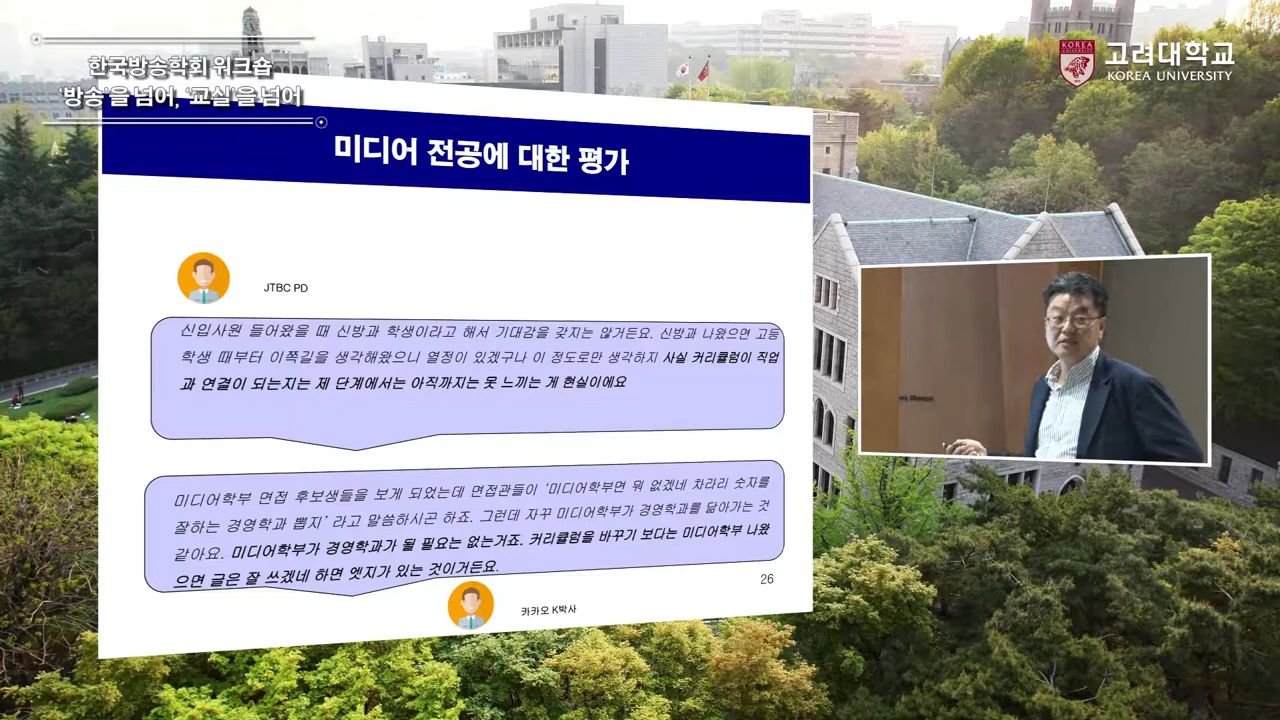 한국방송학회 워크숍
'방송'을 넘어, '교실'을 넘어
KOREA
UNIVERSITY
고려대학교
KOREA UNIVERSITY
미디어 전공에 대한 평가
JTBC PD
신입사원 들어왔을 때 신방과 학생이라고 해서 기대감을 갖지는 않거든요. 신방과 나왔으면 고등
학생 때부터 이쪽길을 생각해왔으니 열정이 있겠구나 이 정도로만 생각하지 사실 커리큘럼이 직업
과 연결이 되는지는 제 단계에서는 아직까지는 못 느끼는 게 현실이에요
미디어학부 면접 후보생들을 보게 되었는데 면접관들이 '미디어학부면 뭐 없겠네 차라리 숫자를
잘하는 경영학과 뽑지' 라고 말씀하시곤 하죠. 그런데 자꾸 미디어학부가 경영학과를 닮아가는 것
같아요. 미디어학부가 경영학과가 될 필요는 없는거죠. 커리큘럼을 바꾸기 보다는 미디어학부 나왔
으면 글은 잘 쓰겠네 하면 엣지가 있는 것이거든요.
26
카카오 K박사